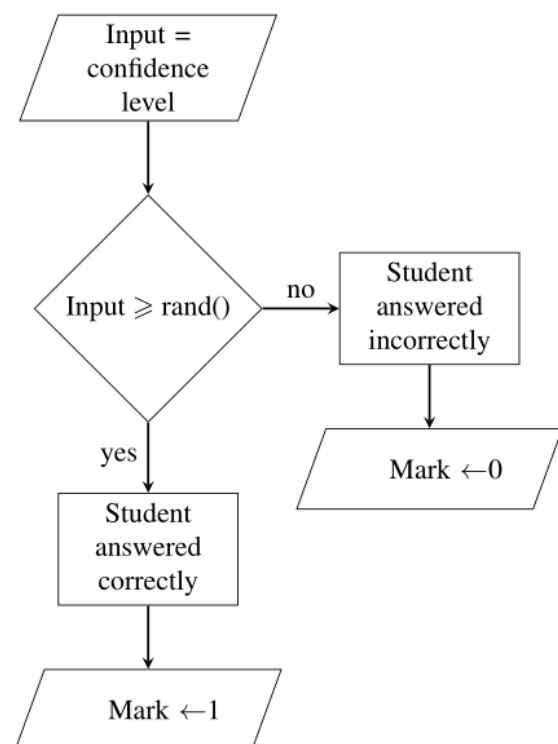 Input =
confidence
level
Input ⩾ rand()
no
Student
answered
incorrectly
Mark ←0
yes
Student
answered
correctly
Mark ←1